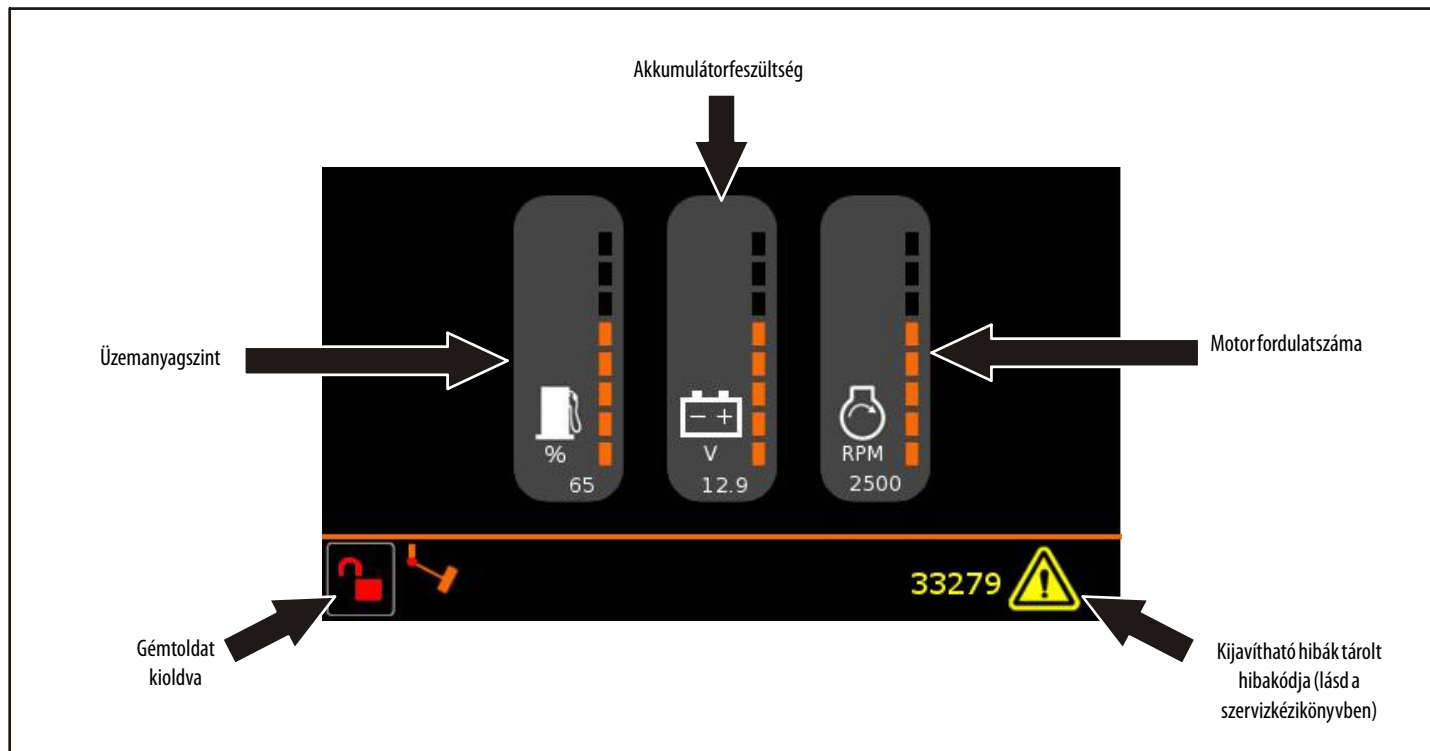 Akkumulátorfeszültség
Üzemanyagszint
Motor fordulatszáma
%
65
V
12.9
RPM
2500
33279
Gémtoldat
kioldva
Kijavítható hibák tárolt
hibakódja (lásd a
szervizkézikönyvben)